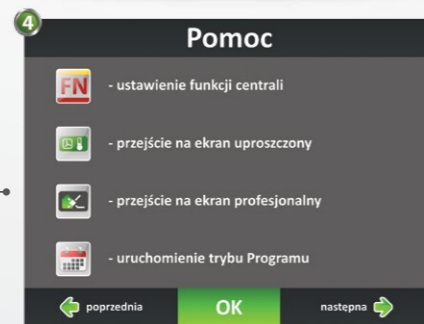 4
Pomoc
FN - ustawienie funkcji centrali
- przejście na ekran uproszczony
- przejście na ekran profesjonalny
- uruchomienie trybu Programu
poprzednia OK następna